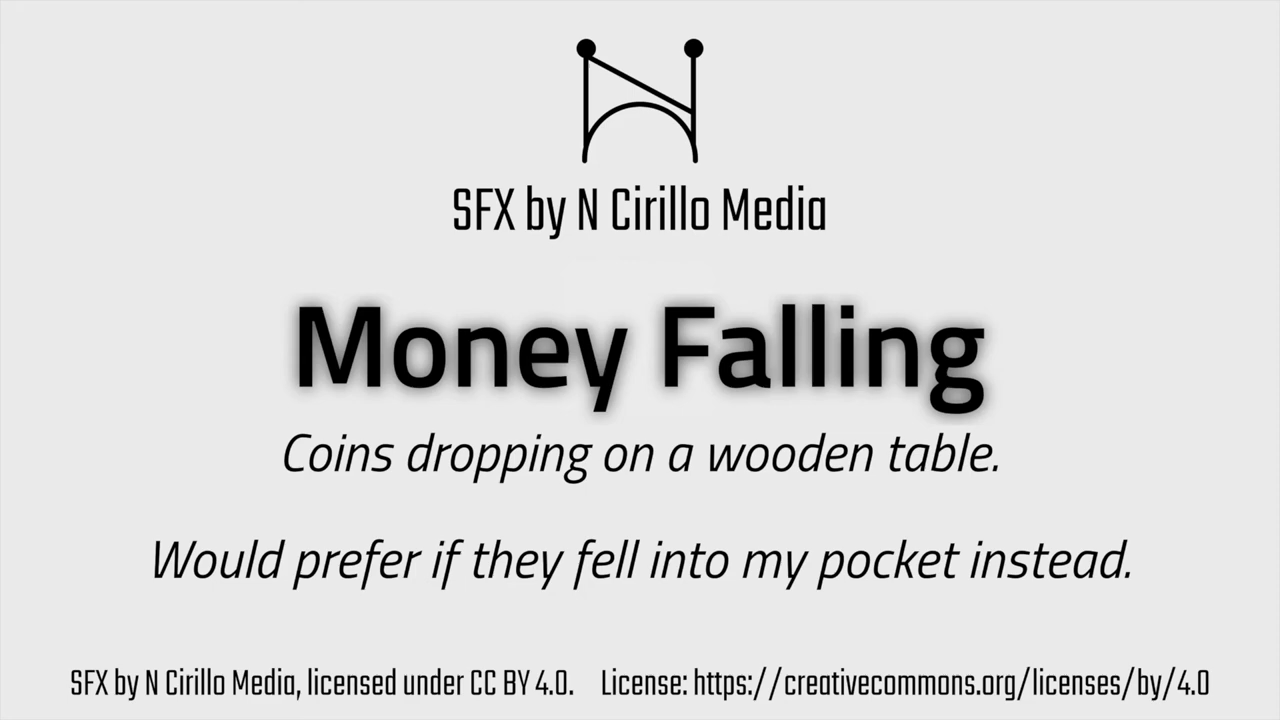 SFX by N Cirillo Media
Money Falling
Coins dropping on a wooden table.
Would prefer if they fell into my pocket instead.
SFX by N Cirillo Media, licensed under CC BY 4.0. License: https://creativecommons.org/licenses/by/4.0